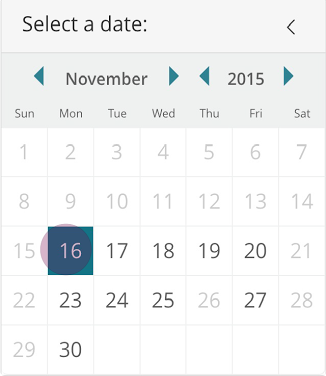 Select a date:
November 2015
Sun Mon Tue Wed Thu Fri Sat
1 2 3 4 5 6 7
8 9 10 11 12 13 14
15 16 17 18 19 20 21
22 23 24 25 26 27 28
29 30